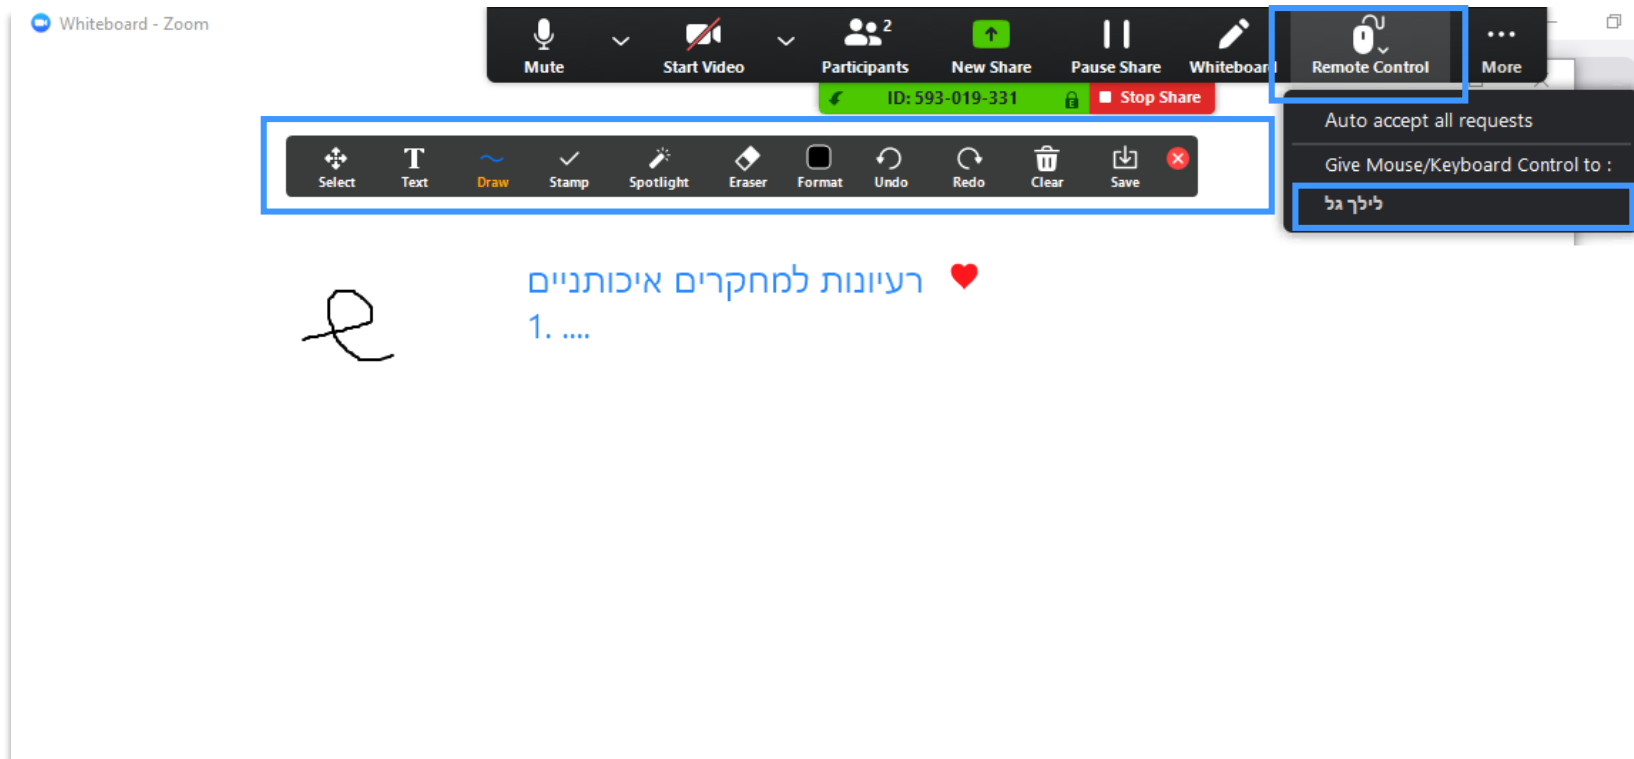 Whiteboard - Zoom
Mute
Start Video
Participants
2
New Share
Pause Share
Whiteboard
Remote Control
More
ID: 593-019-331
Stop Share
Auto accept all requests
Give Mouse/Keyboard Control to :
לילך גל
Select
Text
Draw
Stamp
Spotlight
Eraser
Format
Undo
Redo
Clear
Save
רעיונות למחקרים איכותניים
1. ....